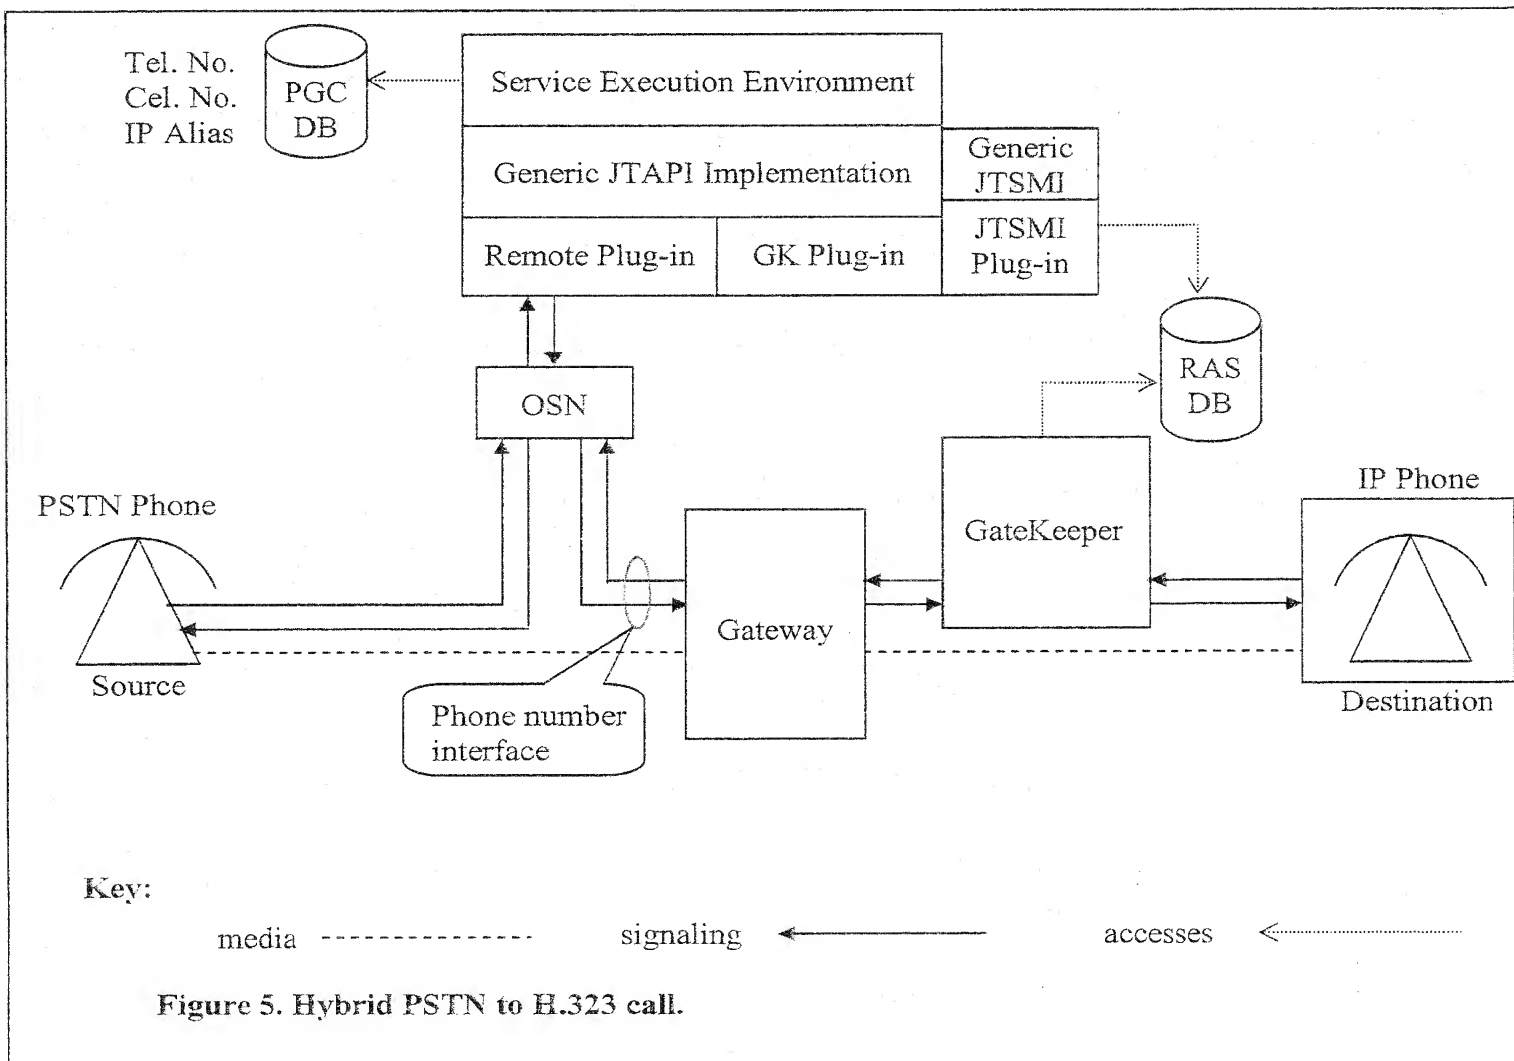 Tel. No.
Cel. No.
IP Alias
PGC
DB
Service Execution Environment
Generic JTAPI Implementation
Generic
JTSMI
Remote Plug-in
GK Plug-in
JTSMI
Plug-in
OSN
RAS
DB
PSTN Phone
Source
Phone number
interface
Gateway
GateKeeper
IP Phone
Destination
Key:
media
signaling
accesses
Figure 5. Hybrid PSTN to H.323 call.